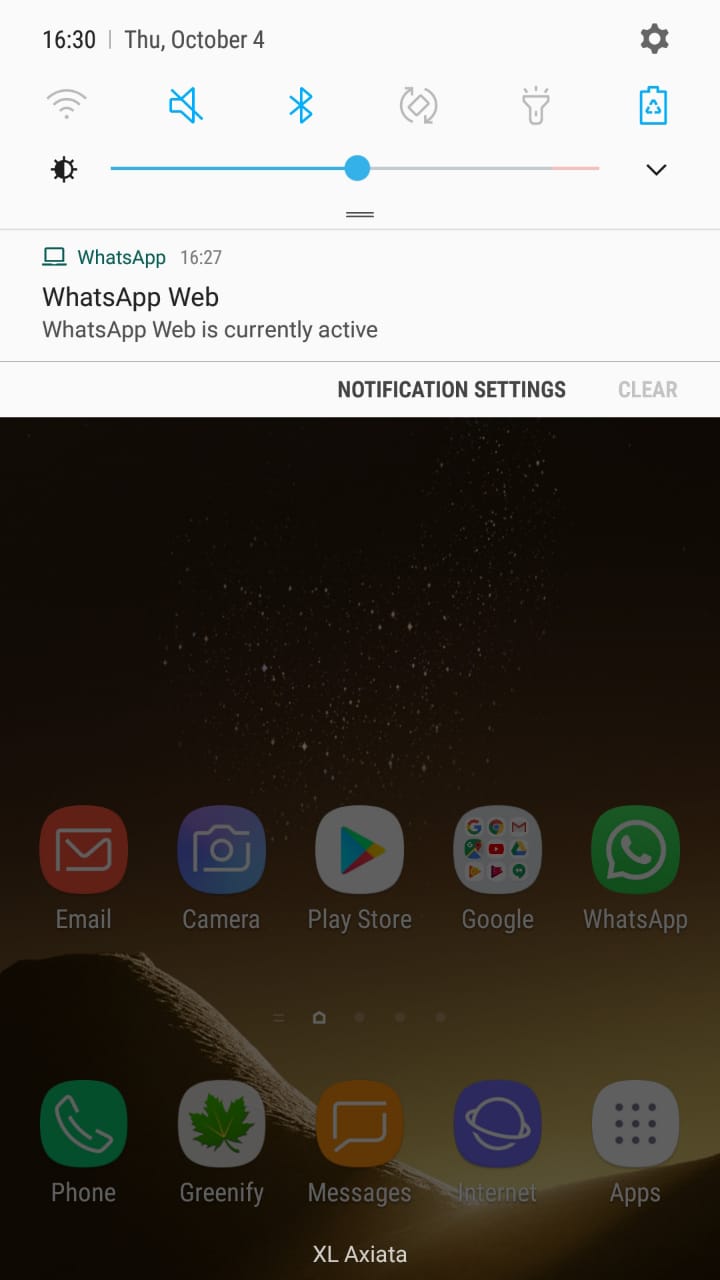 16:30 | Thu, October 4
WhatsApp 16:27
WhatsApp Web
WhatsApp Web is currently active
NOTIFICATION SETTINGS CLEAR
Email Camera Play Store Google WhatsApp
Phone Greenify Messages Internet Apps
XL Axiata